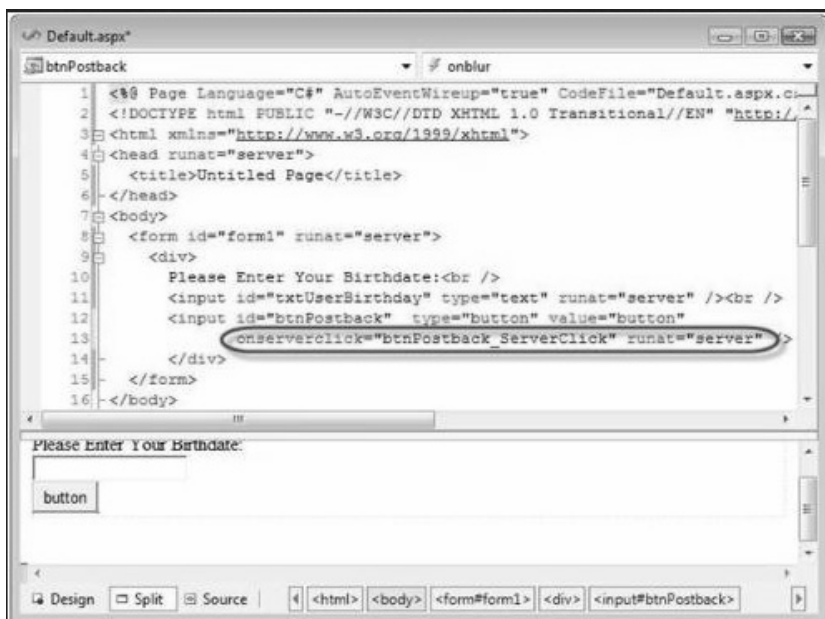 Default.aspx*
btnPostback onblur
1 <%@ Page Language="C#" AutoEventWireup="true" CodeFile="Default.aspx.c
2 <!DOCTYPE html PUBLIC "-//W3C//DTD XHTML 1.0 Transitional//EN" "http:/
3 <html xmlns="http://www.w3.org/1999/xhtml">
4 <head runat="server">
5 <title>Untitled Page</title>
6 </head>
7 <body>
8 <form id="form1" runat="server">
9 <div>
10 Please Enter Your Birthdate:<br />
11 <input id="txtUserBirthday" type="text" runat="server" /><br />
12 <input id="btnPostback" type="button" value="button"
13 onserverclick="btnPostback_ServerClick" runat="server" />
14 </div>
15 </form>
16 </body>
Please Enter Your Birthdate:
button
Design Split Source <html> <body> <form#form1> <div> <input#btnPostback>